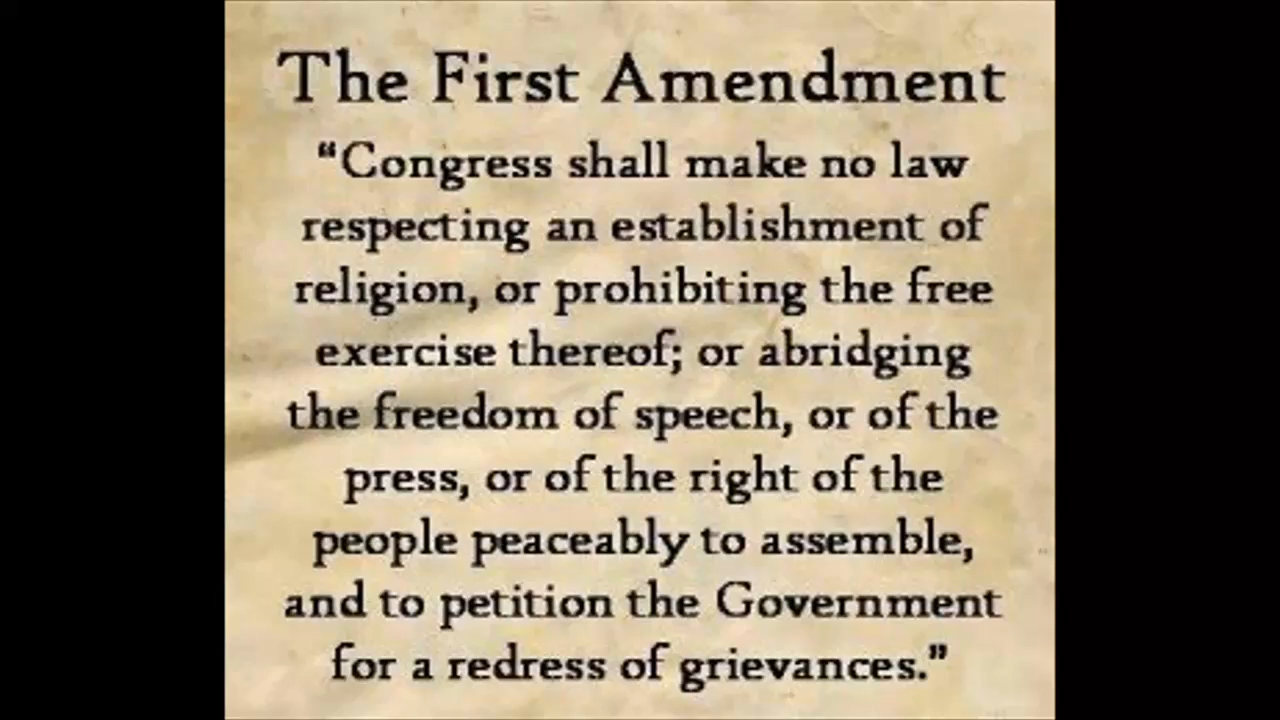 The First Amendment
“Congress shall make no law
respecting an establishment of
religion, or prohibiting the free
exercise thereof; or abridging
the freedom of speech, or of the
press, or of the right of the
people peaceably to assemble,
and to petition the Government
for a redress of grievances.”